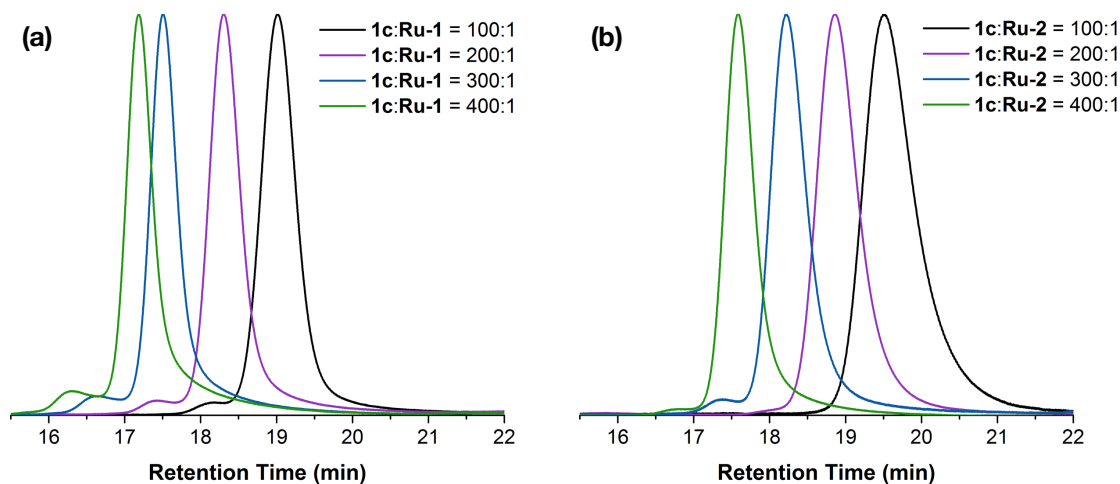 (a)
1c:Ru-1 = 100:1
1c:Ru-1 = 200:1
1c:Ru-1 = 300:1
1c:Ru-1 = 400:1
16 17 18 19 20 21 22
Retention Time (min)
(b)
1c:Ru-2 = 100:1
1c:Ru-2 = 200:1
1c:Ru-2 = 300:1
1c:Ru-2 = 400:1
16 17 18 19 20 21 22
Retention Time (min)